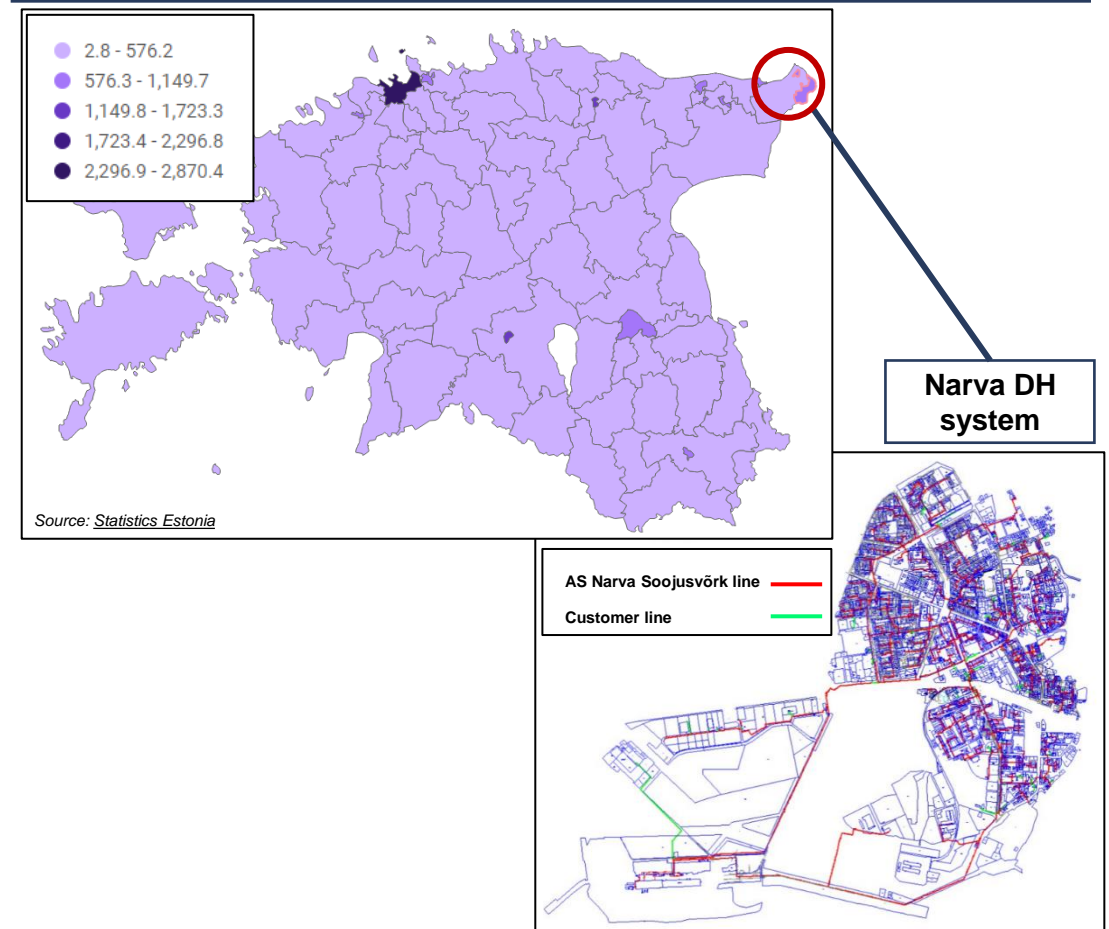 2.8 - 576.2
576.3 - 1,149.7
1,149.8 - 1,723.3
1,723.4 - 2,296.8
2,296.9 - 2,870.4
Narva DH
system
Source: Statistics Estonia
AS Narva Soojusvõrk line
Customer line